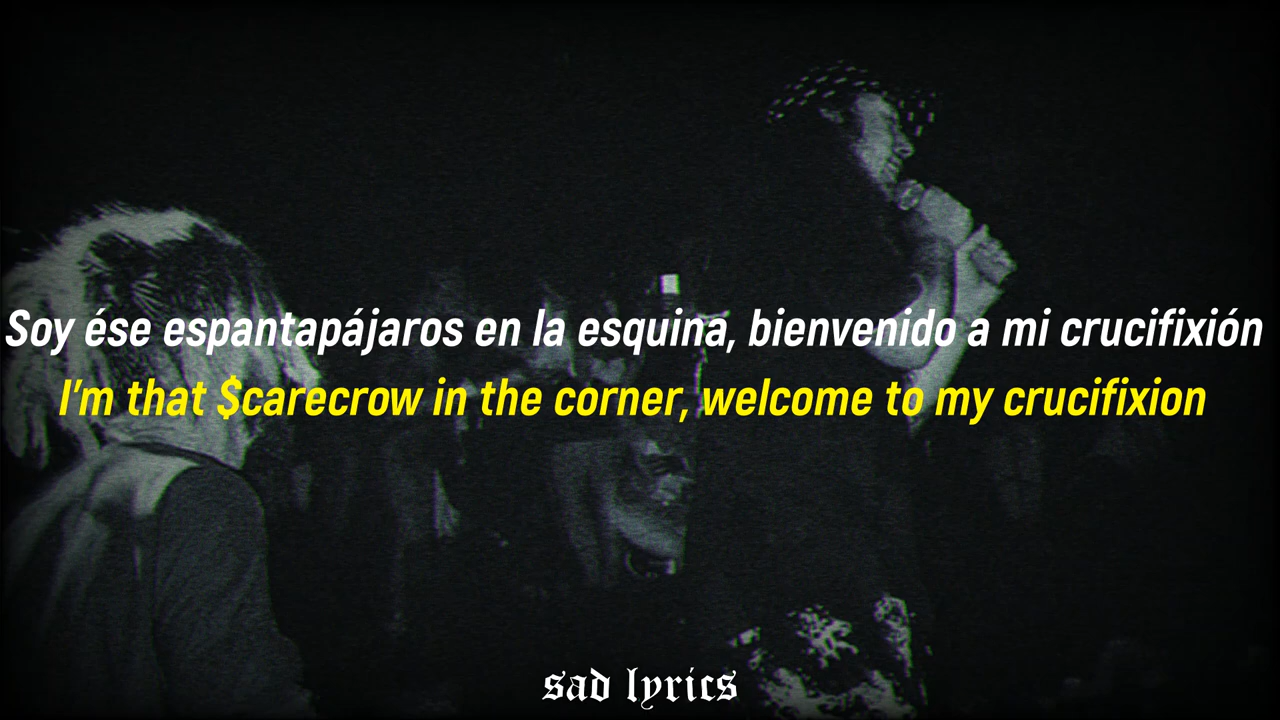 Soy ése espantapájaros en la esquina, bienvenido a mi crucifixión
I'm that $carecrow in the corner, welcome to my crucifixion
sad lyrics